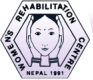 WOMEN'S REHABILITATION CENTRE
NEPAL 1991